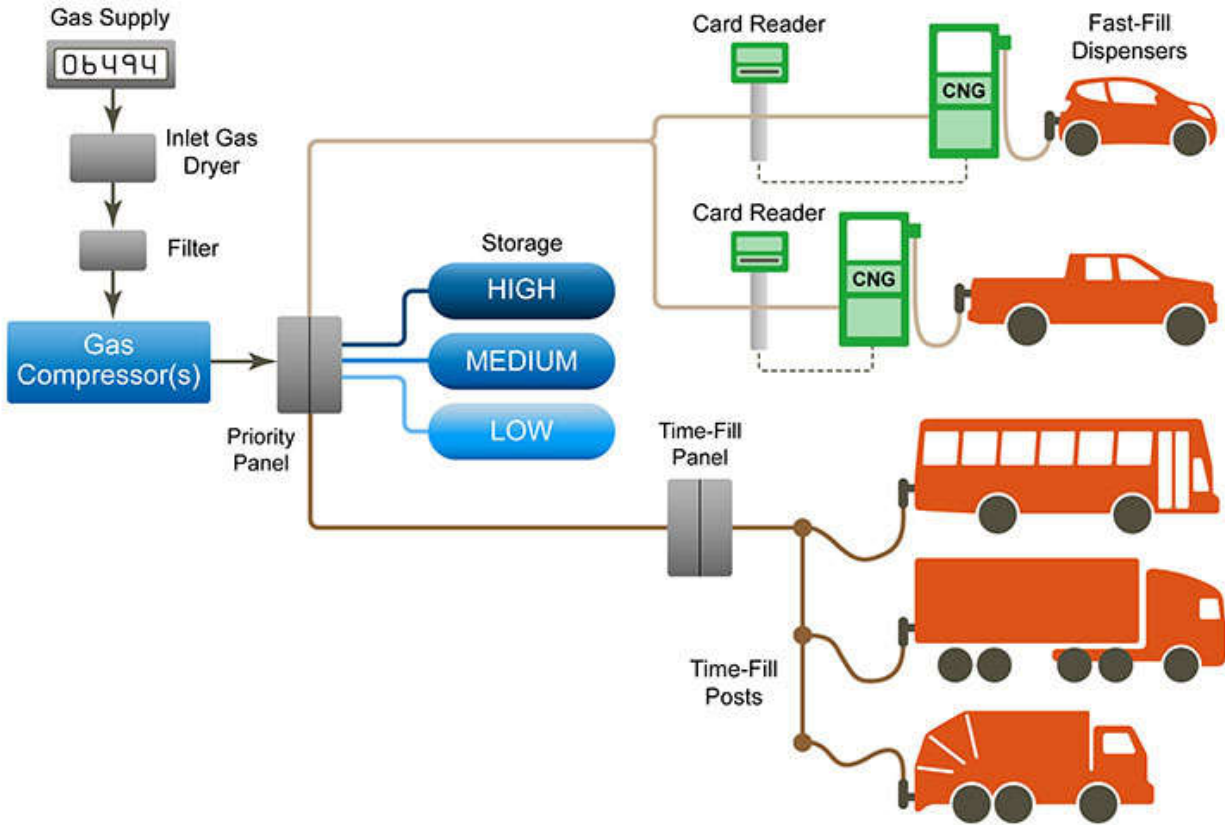 Gas Supply
06494
Inlet Gas
Dryer
Filter
Gas
Compressor(s)
Priority
Panel
Storage
HIGH
MEDIUM
LOW
Card Reader
CNG
Fast-Fill
Dispensers
Card Reader
CNG
Time-Fill
Panel
Time-Fill
Posts